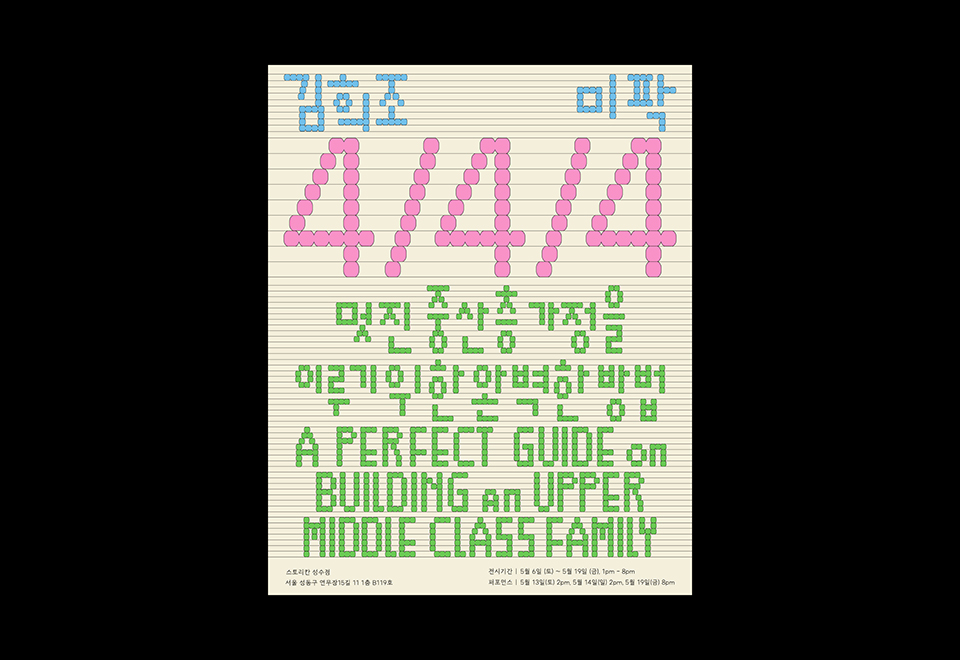 김희조 미팍
4/4/4
멋진 중산층 가정을
이루기 위한 완벽한 방법
A PERFECT GUIDE on
BUILDING an UPPER
MIDDLE CLASS FAMILY
스토리칸 성수점 전시기간 | 5월 6일 (토) ~ 5월 19일 (금), 1pm - 8pm
서울 성동구 연무장15길 11 1층 B119호 퍼포먼스 | 5월 13일(토) 2pm, 5월 14일(일) 2pm, 5월 19일(금) 8pm